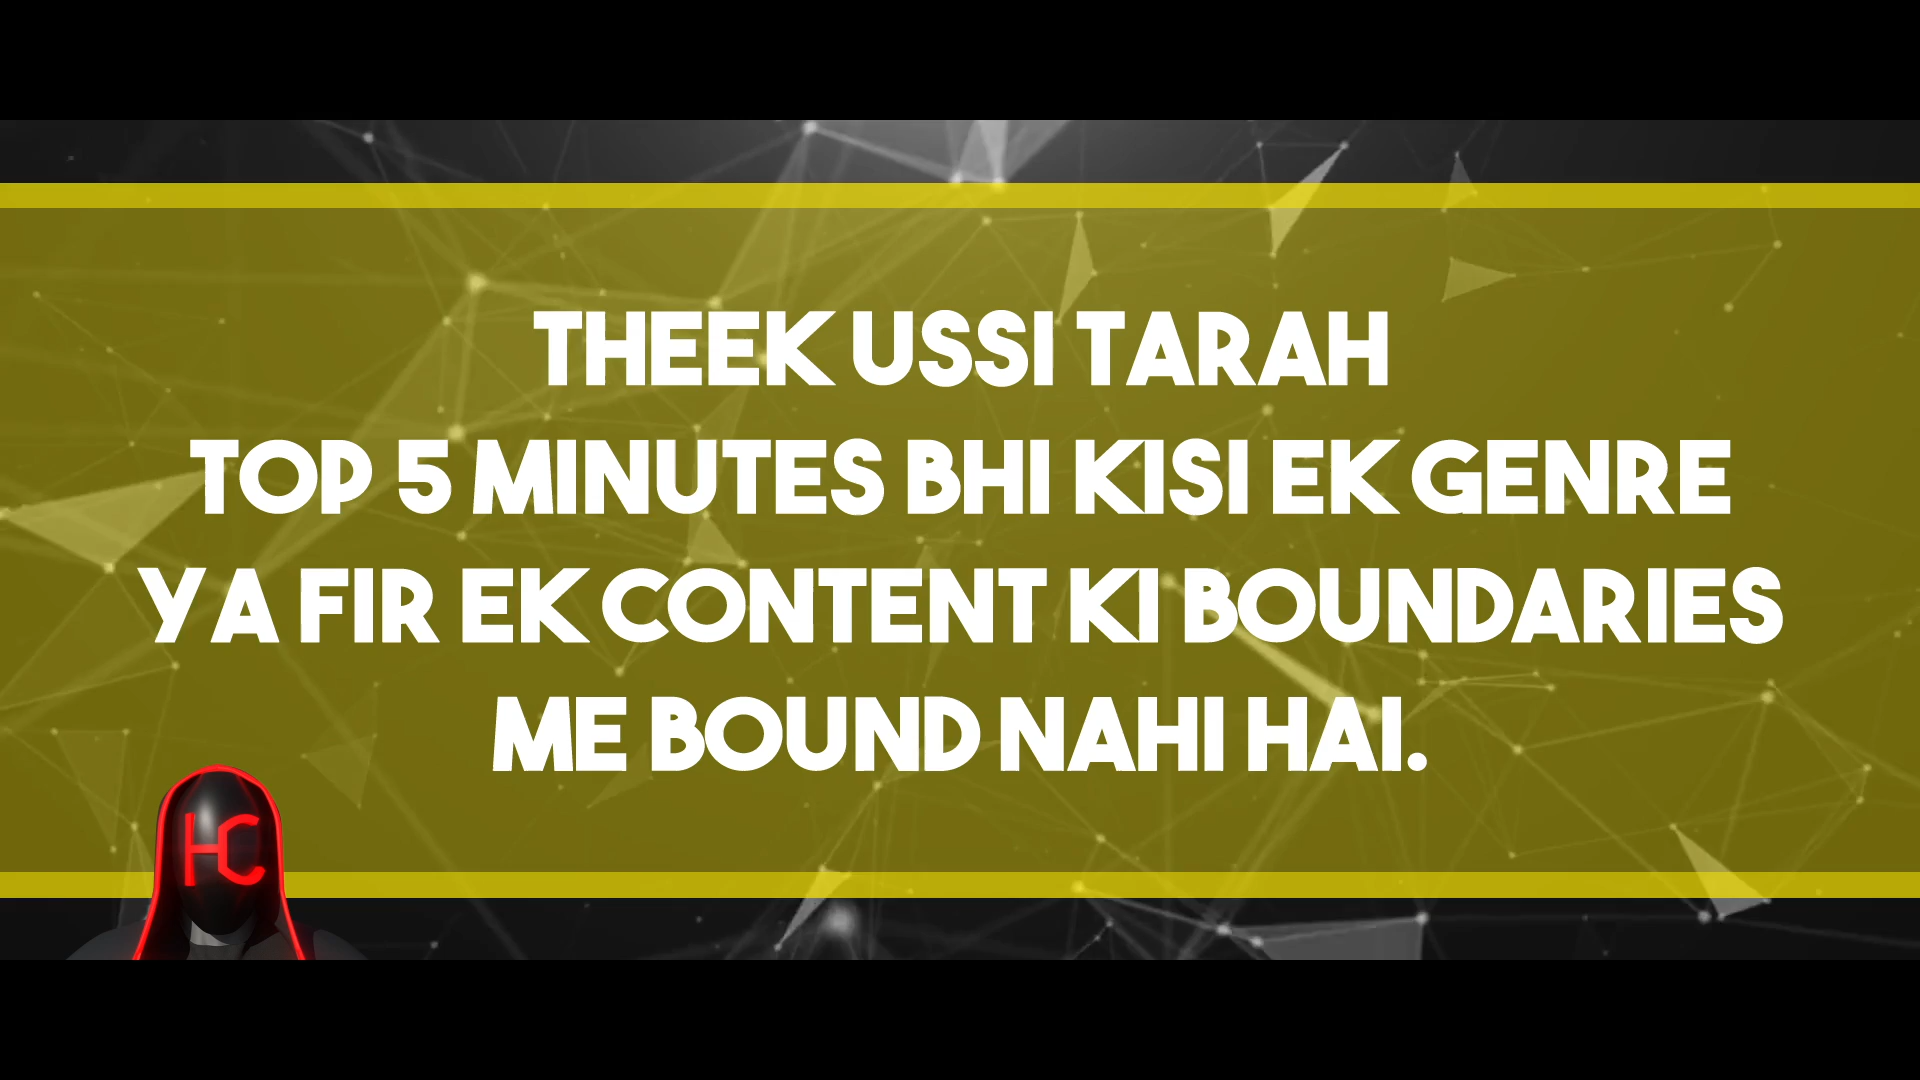 THEEK USSI TARAH
TOP 5 MINUTES BHI KISI EK GENRE
YA FIR EK CONTENT KI BOUNDARIES
ME BOUND NAHI HAI.
HC